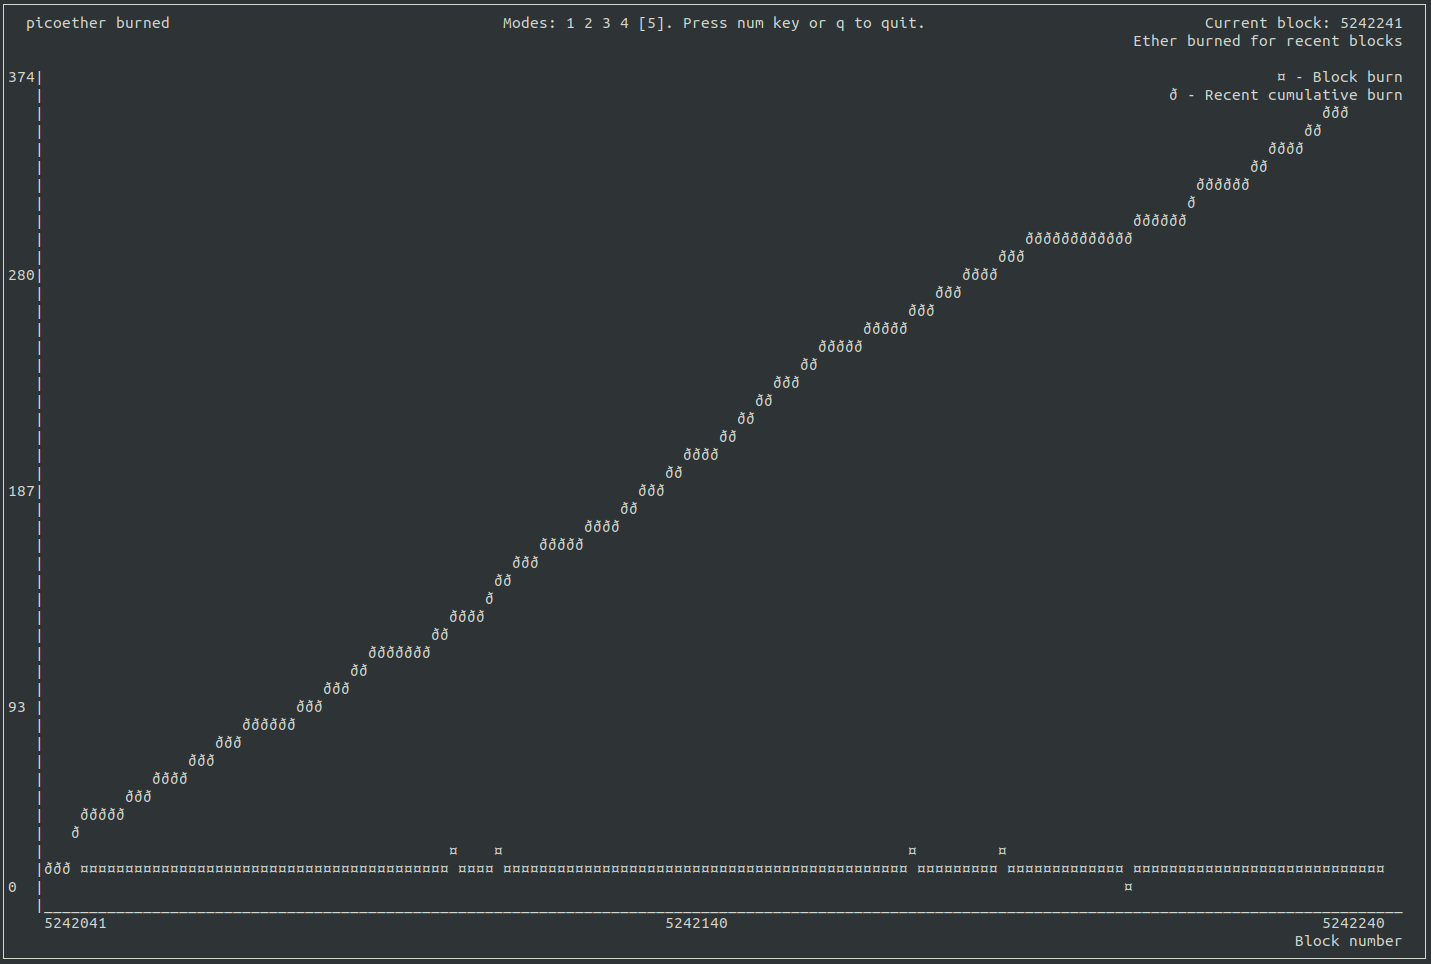 picoether burned Modes: 1 2 3 4 [5]. Press num key or q to quit. Current block: 5242241
Ether burned for recent blocks
374 ¤ - Block burn
ð - Recent cumulative burn
280
187
93
0
5242041 5242140 5242240
Block number